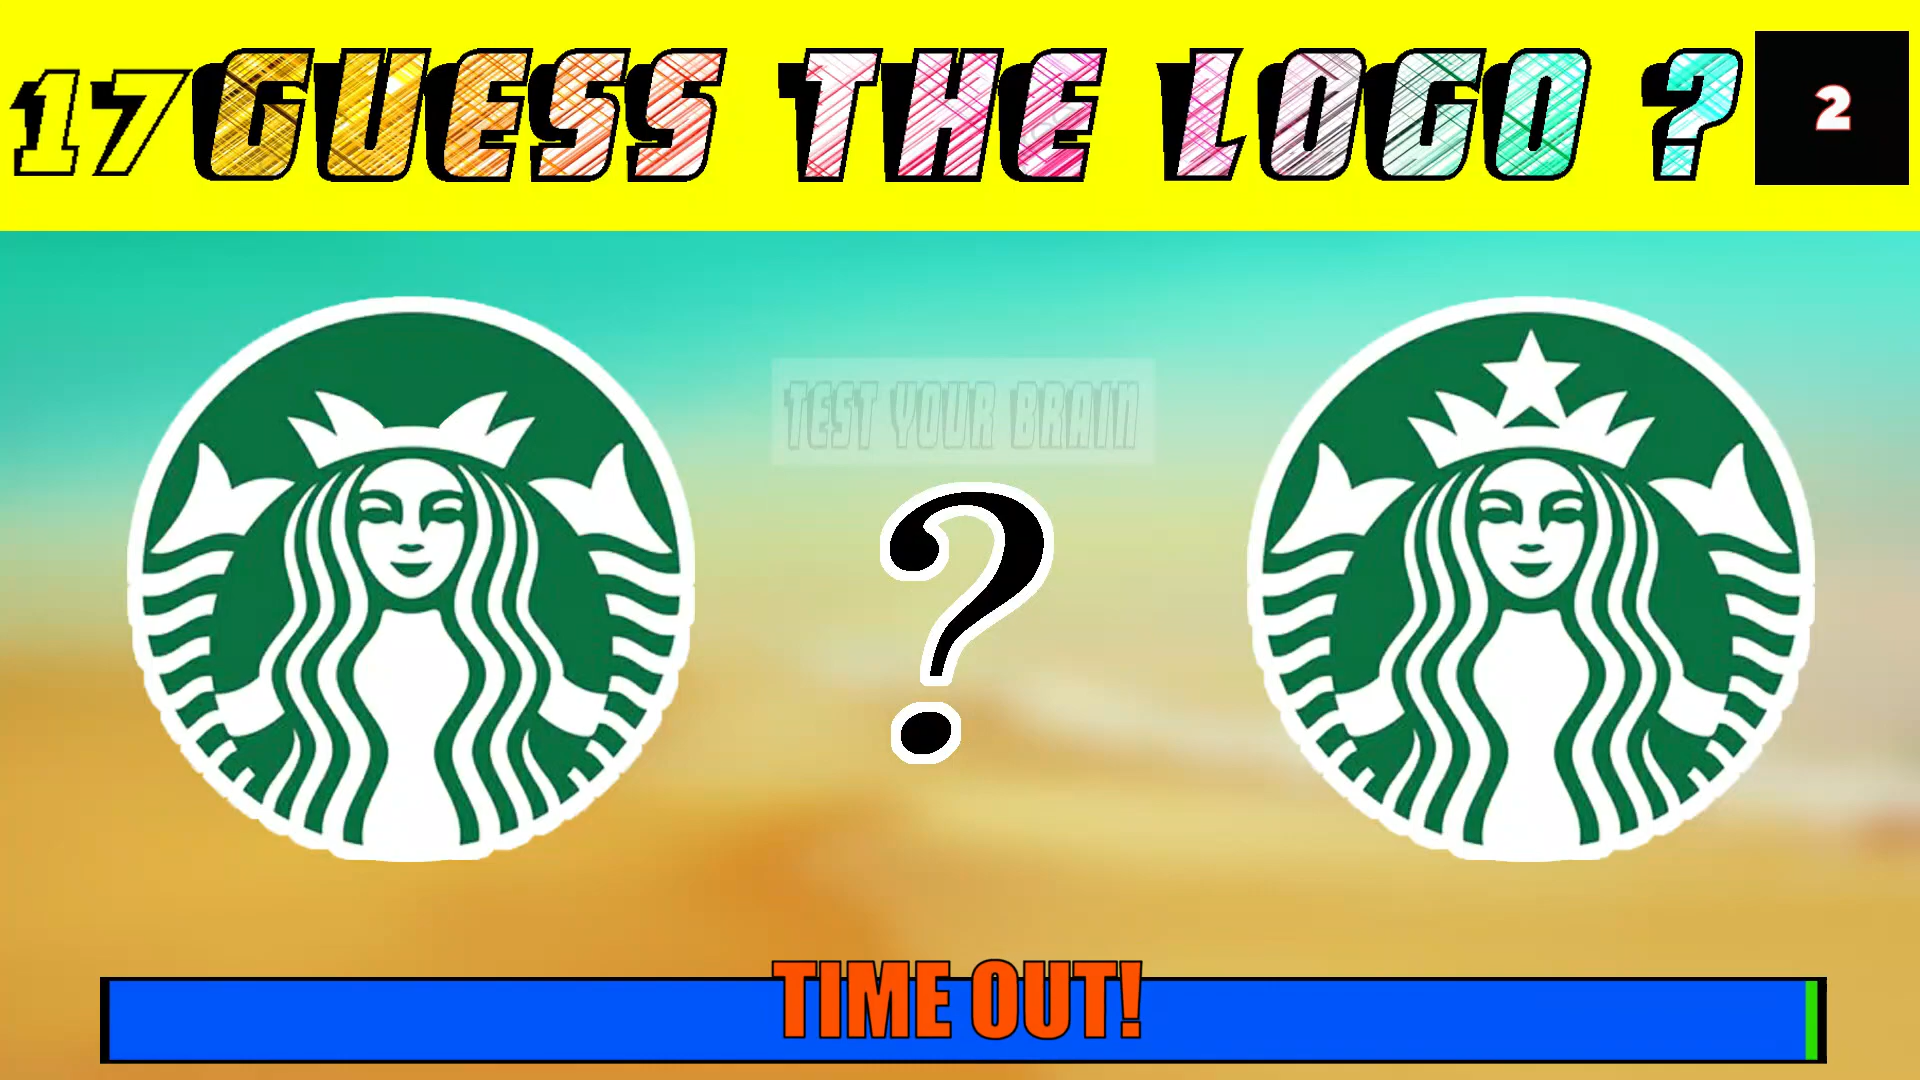 17 GUESS THE LOGO ? 2
TEST YOUR BRAIN
?
TIME OUT!